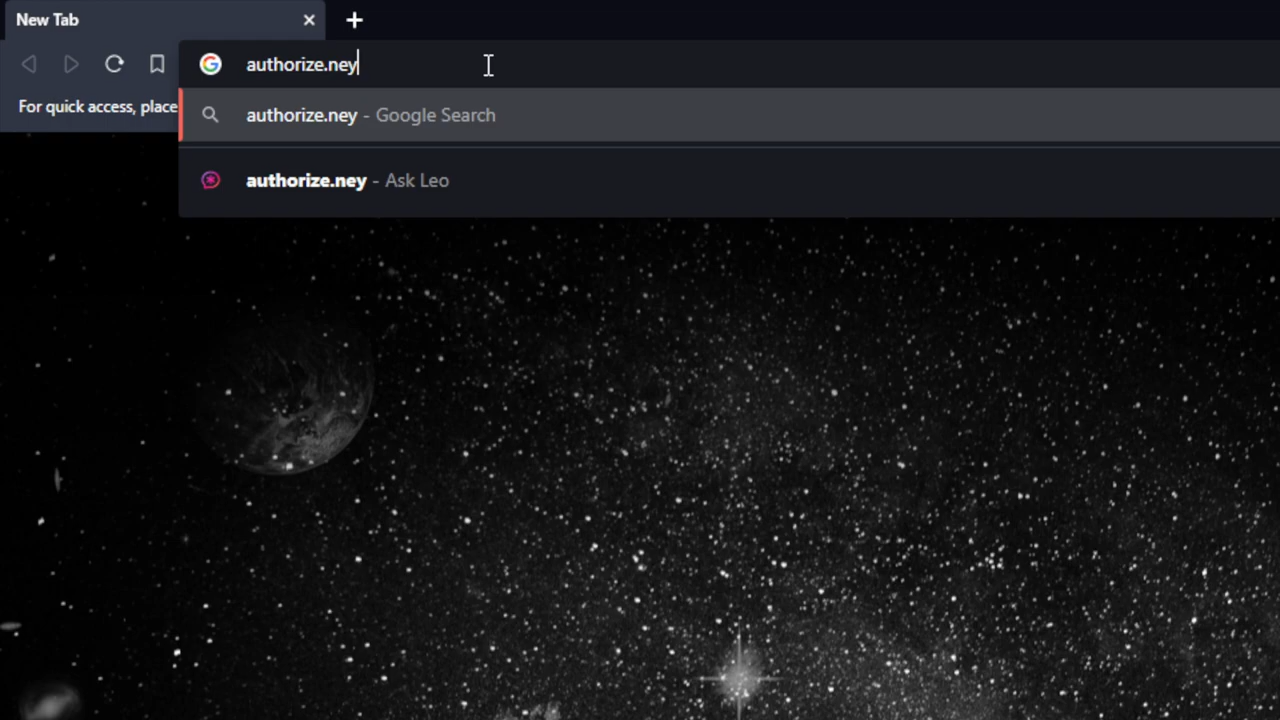 New Tab
authorize.ney
For quick access, place
authorize.ney - Google Search
authorize.ney - Ask Leo